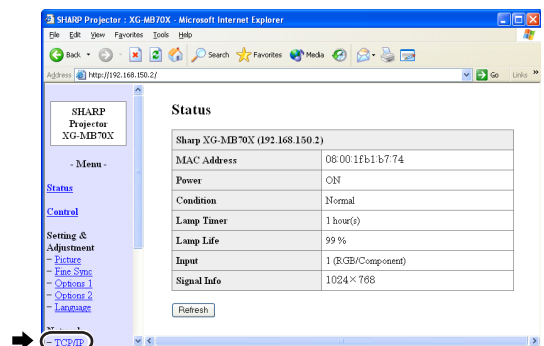 SHARP Projector : XG-MB70X - Microsoft Internet Explorer
File Edit View Favorites Tools Help
Back Search Favorites Media
Address http://192.168.150.2/ Go Links »
SHARP
Projector
XG-MB70X
- Menu -
Status
Control
Setting &
Adjustment
- Picture
- Fine Sync
- Options 1
- Options 2
- Language
- TCP/IP
Status
Sharp XG-MB70X (192.168.150.2)
MAC Address 08:00:1f:b1:b7:74
Power ON
Condition Normal
Lamp Timer 1 hour(s)
Lamp Life 99 %
Input 1 (RGB/Component)
Signal Info 1024×768
Refresh